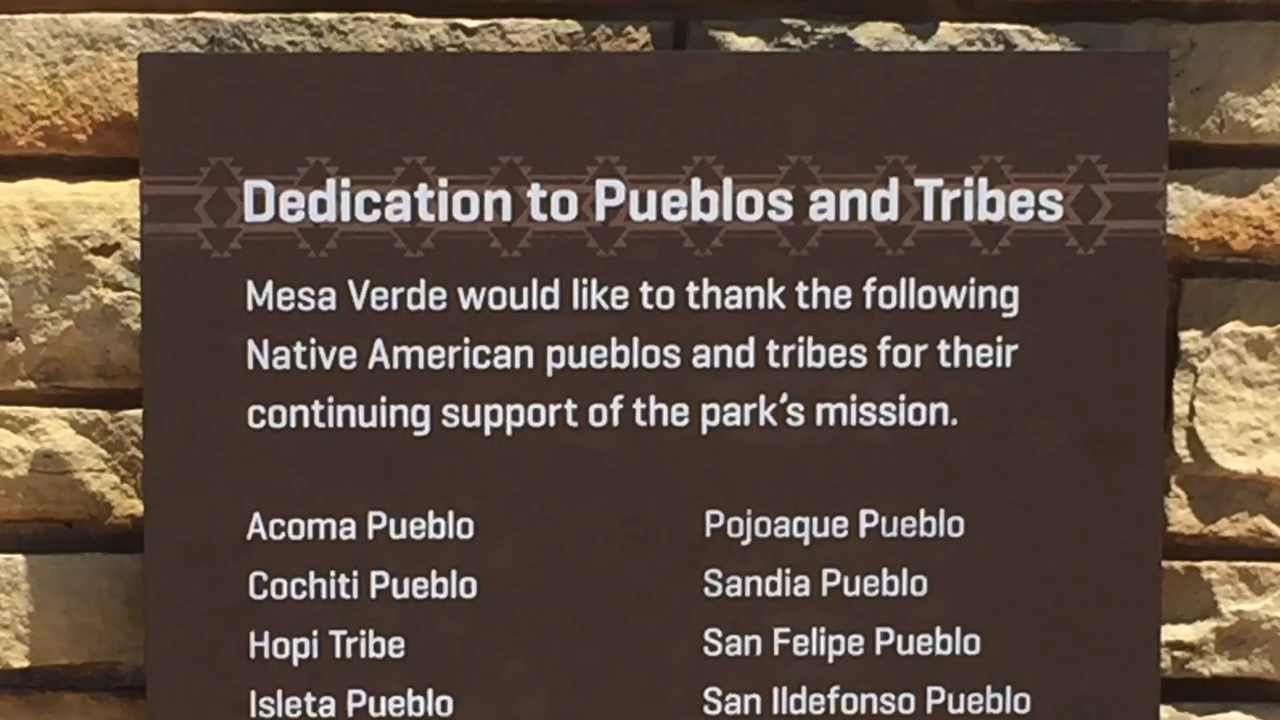 Dedication to Pueblos and Tribes
Mesa Verde would like to thank the following
Native American pueblos and tribes for their
continuing support of the park's mission.
Acoma Pueblo
Cochiti Pueblo
Hopi Tribe
Isleta Pueblo
Pojoaque Pueblo
Sandia Pueblo
San Felipe Pueblo
San Ildefonso Pueblo